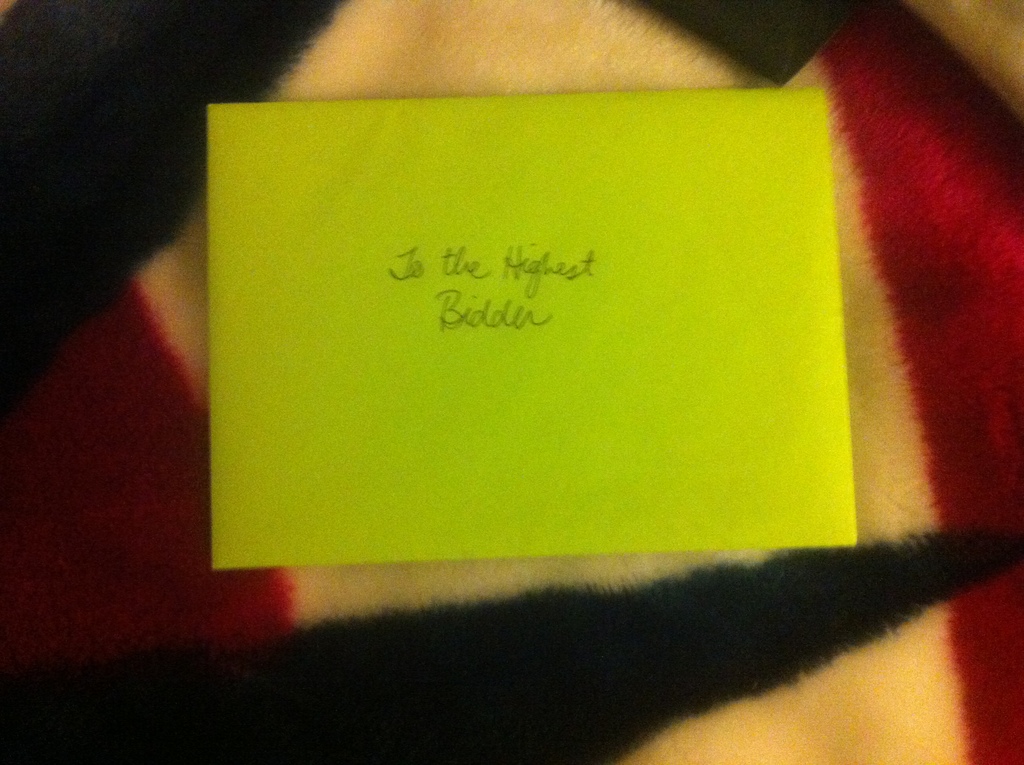 To the Highest
Bidder